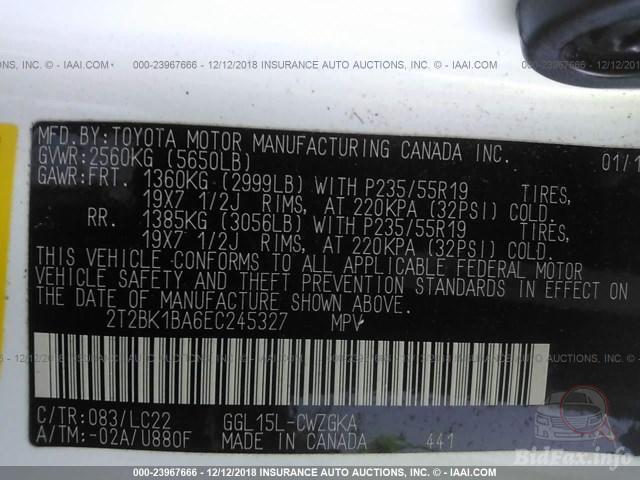 000-23967666 - 12/12/2018 INSURANCE AUTO AUCTIONS, INC. - IAAI.COM
MFD.BY:TOYOTA MOTOR MANUFACTURING CANADA INC. 01/1
GVWR:2560KG (5650LB)
GAWR:FRT. 1360KG (2999LB) WITH P235/55R19 TIRES,
19X7 1/2J RIMS, AT 220KPA (32PSI) COLD.
RR. 1385KG (3056LB) WITH P235/55R19 TIRES,
19X7 1/2J RIMS, AT 220KPA (32PSI) COLD.
THIS VEHICLE CONFORMS TO ALL APPLICABLE FEDERAL MOTOR
VEHICLE SAFETY AND THEFT PREVENTION STANDARDS IN EFFECT ON
THE DATE OF MANUFACTURE SHOWN ABOVE.
2T2BK1BA6EC245327 MPV
C/TR:083/LC22 GGL15L-CWZGKA
A/TM:-02A/U880F MADE IN CANADA 441
BidFax.info
000-23967666 - 12/12/2018 INSURANCE AUTO AUCTIONS, INC. - IAAI.COM